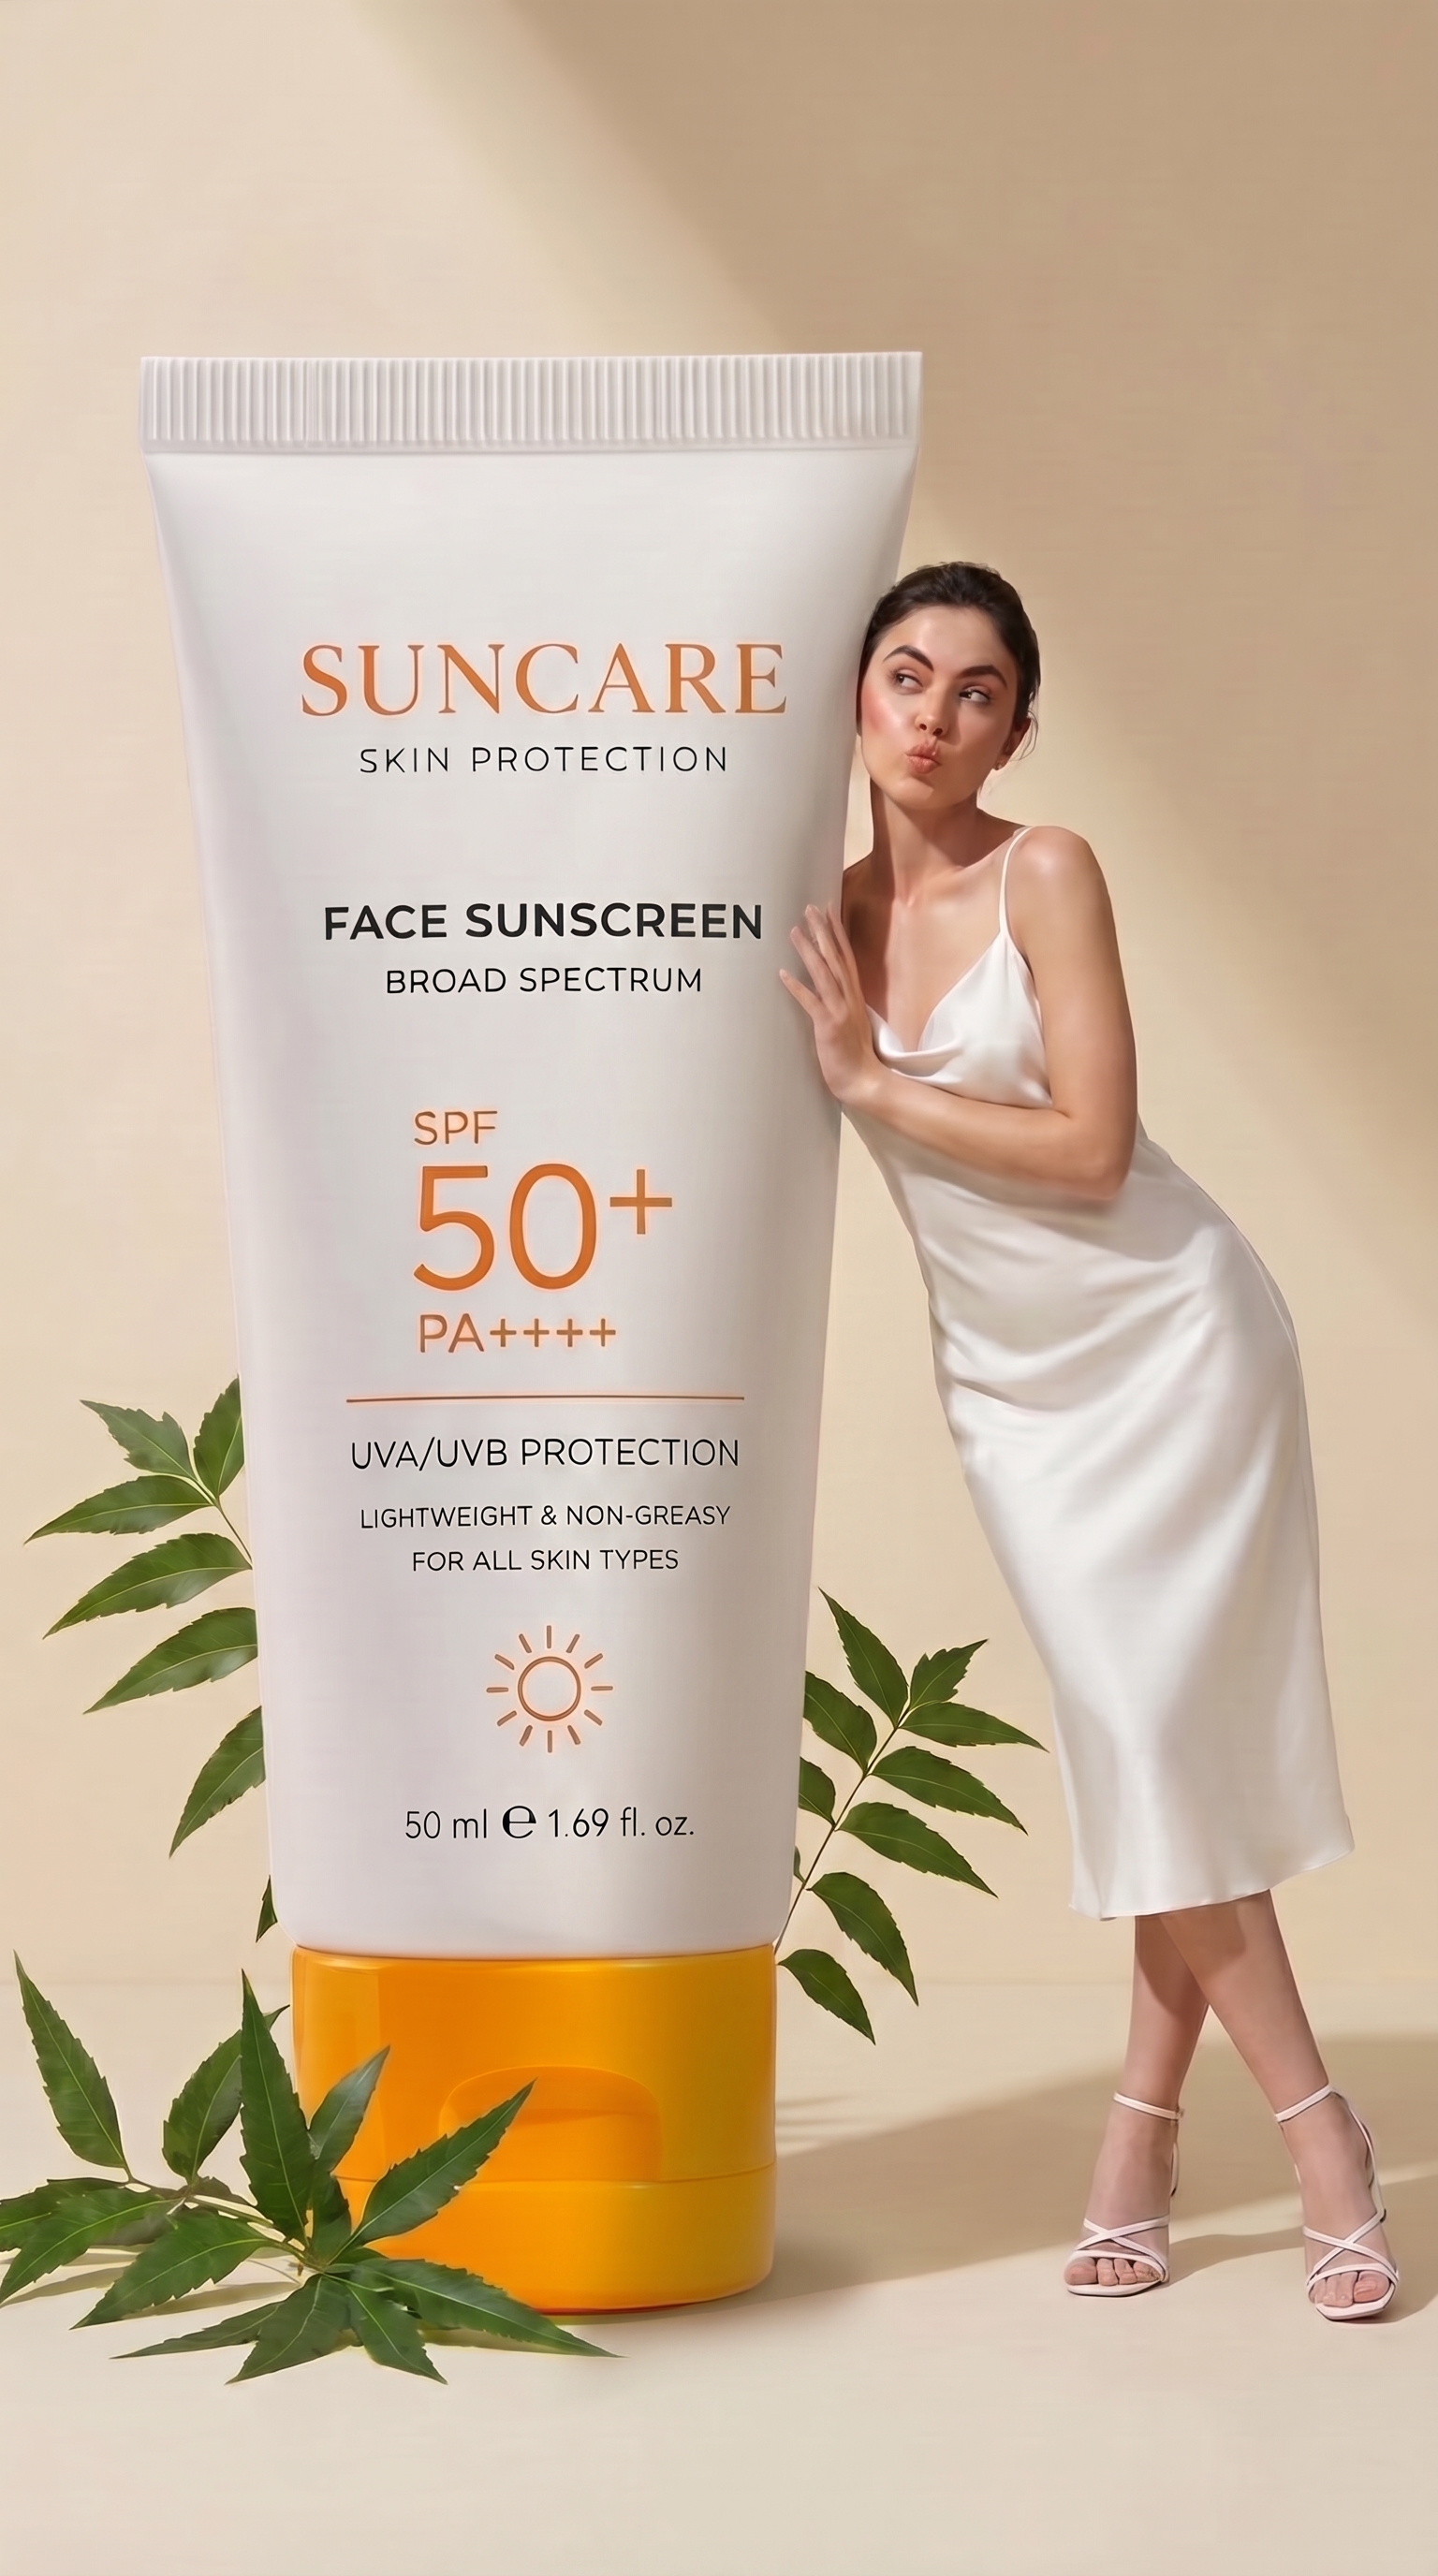 SUNCARE
SKIN PROTECTION
FACE SUNSCREEN
BROAD SPECTRUM
SPF
50+
PA++++
UVA/UVB PROTECTION
LIGHTWEIGHT & NON-GREASY
FOR ALL SKIN TYPES
50 ml ℮ 1.69 fl. oz.